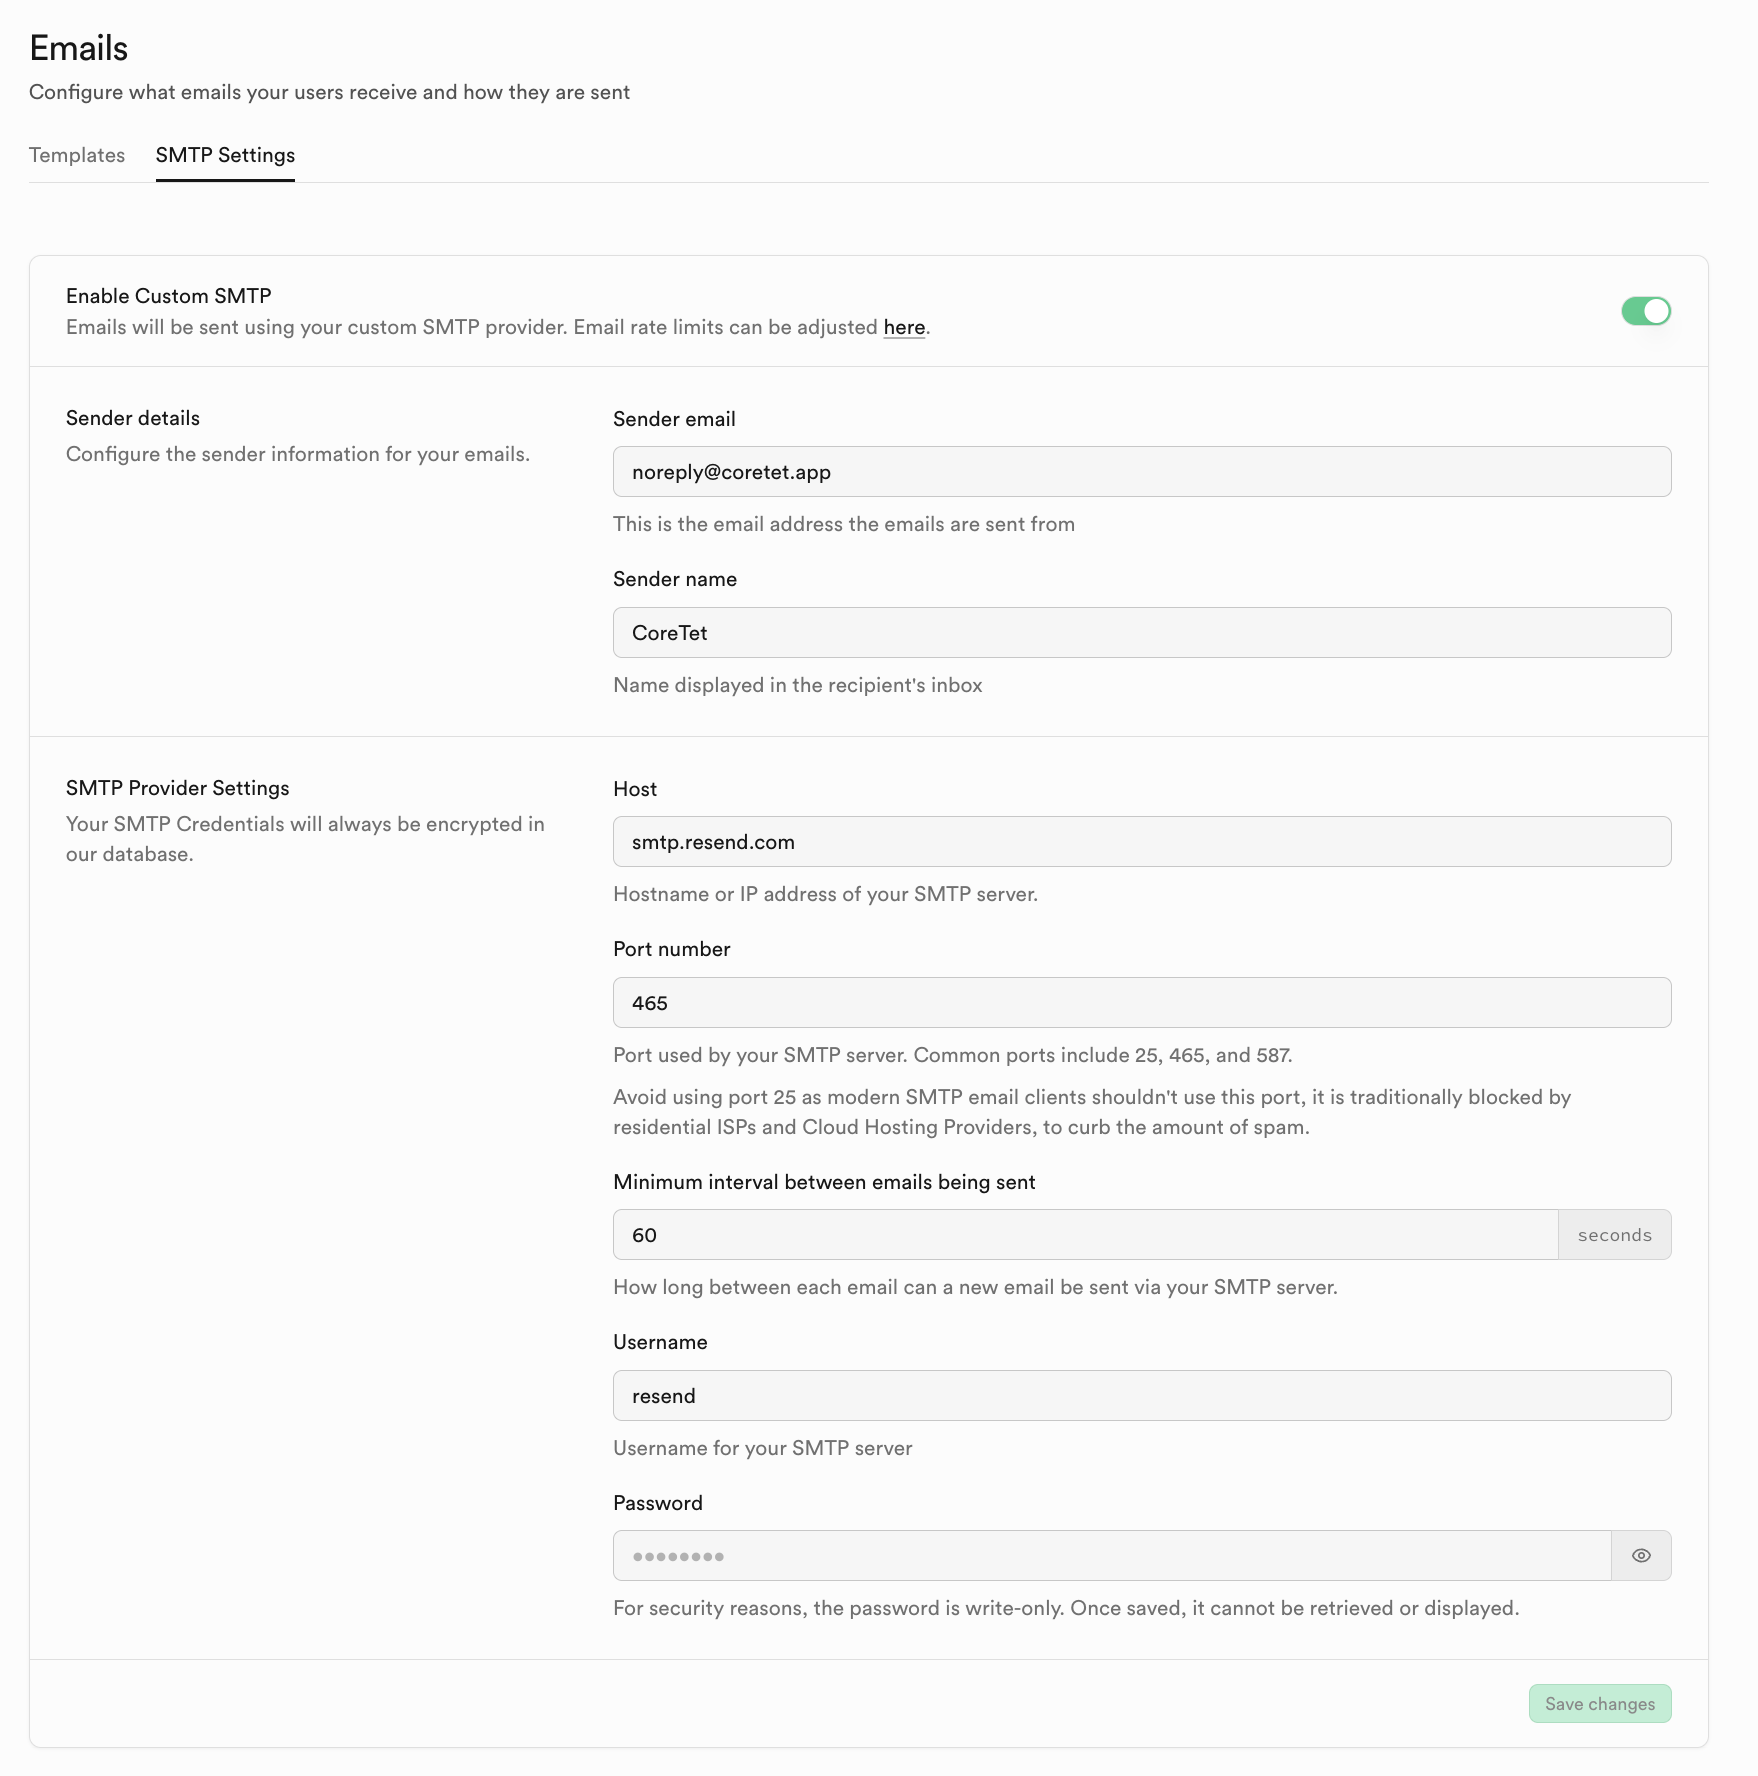 Emails
Configure what emails your users receive and how they are sent
Templates
SMTP Settings
Enable Custom SMTP
Emails will be sent using your custom SMTP provider. Email rate limits can be adjusted here.
Sender details
Configure the sender information for your emails.
Sender email
noreply@coretet.app
This is the email address the emails are sent from
Sender name
CoreTet
Name displayed in the recipient's inbox
SMTP Provider Settings
Your SMTP Credentials will always be encrypted in
our database.
Host
smtp.resend.com
Hostname or IP address of your SMTP server.
Port number
465
Port used by your SMTP server. Common ports include 25, 465, and 587.
Avoid using port 25 as modern SMTP email clients shouldn't use this port, it is traditionally blocked by
residential ISPs and Cloud Hosting Providers, to curb the amount of spam.
Minimum interval between emails being sent
60
seconds
How long between each email can a new email be sent via your SMTP server.
Username
resend
Username for your SMTP server
Password
••••••••
For security reasons, the password is write-only. Once saved, it cannot be retrieved or displayed.
Save changes